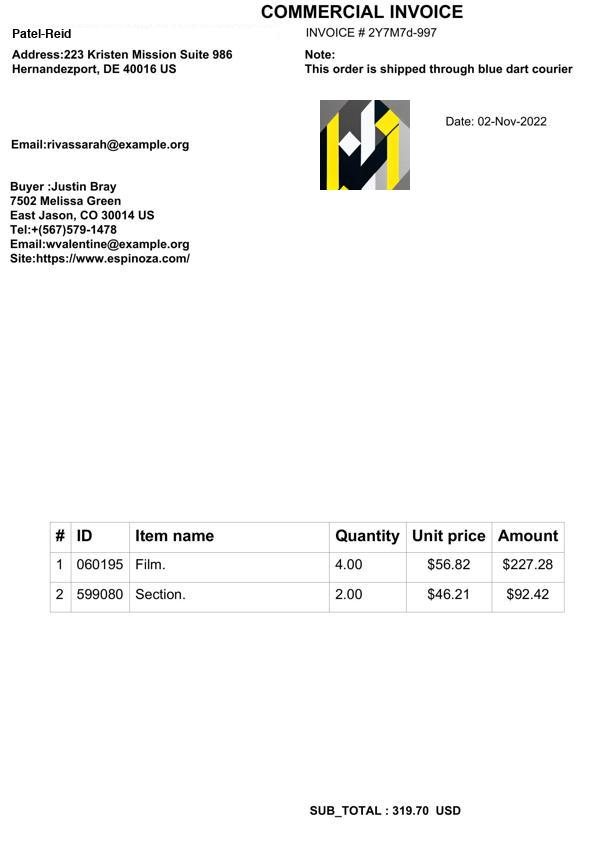 COMMERCIAL INVOICE
Patel-Reid
INVOICE # 2Y7M7d-997
Address:223 Kristen Mission Suite 986
Hernandezport, DE 40016 US
Note:
This order is shipped through blue dart courier
Date: 02-Nov-2022
Email:rivassarah@example.org
Buyer :Justin Bray
7502 Melissa Green
East Jason, CO 30014 US
Tel:+(567)579-1478
Email:wvalentine@example.org
Site:https://www.espinoza.com/
# ID Item name Quantity Unit price Amount
1 060195 Film. 4.00 $56.82 $227.28
2 599080 Section. 2.00 $46.21 $92.42
SUB_TOTAL : 319.70 USD